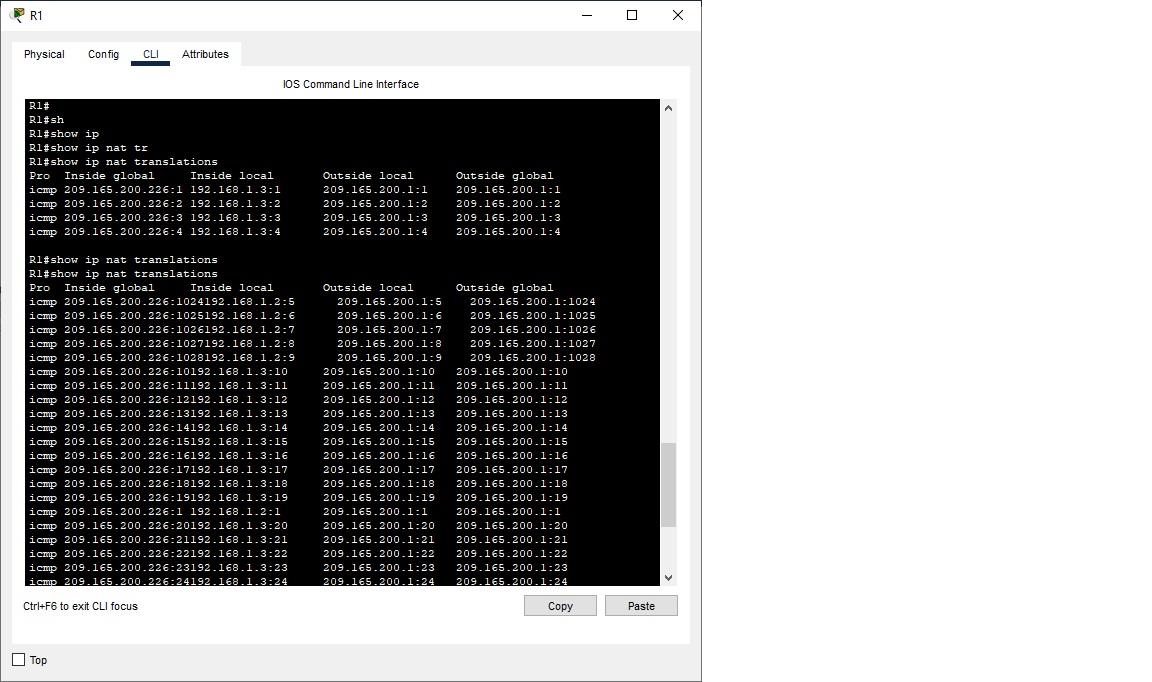 R1
Physical Config CLI Attributes
IOS Command Line Interface
R1#
R1#sh
R1#show ip
R1#show ip nat tr
R1#show ip nat translations
Pro  Inside global     Inside local       Outside local      Outside global
icmp 209.165.200.226:1 192.168.1.3:1      209.165.200.1:1    209.165.200.1:1
icmp 209.165.200.226:2 192.168.1.3:2      209.165.200.1:2    209.165.200.1:2
icmp 209.165.200.226:3 192.168.1.3:3      209.165.200.1:3    209.165.200.1:3
icmp 209.165.200.226:4 192.168.1.3:4      209.165.200.1:4    209.165.200.1:4
R1#show ip nat translations
R1#show ip nat translations
Pro  Inside global     Inside local       Outside local      Outside global
icmp 209.165.200.226:1024192.168.1.2:5      209.165.200.1:5    209.165.200.1:1024
icmp 209.165.200.226:1025192.168.1.2:6      209.165.200.1:6    209.165.200.1:1025
icmp 209.165.200.226:1026192.168.1.2:7      209.165.200.1:7    209.165.200.1:1026
icmp 209.165.200.226:1027192.168.1.2:8      209.165.200.1:8    209.165.200.1:1027
icmp 209.165.200.226:1028192.168.1.2:9      209.165.200.1:9    209.165.200.1:1028
icmp 209.165.200.226:10192.168.1.3:10     209.165.200.1:10   209.165.200.1:10
icmp 209.165.200.226:11192.168.1.3:11     209.165.200.1:11   209.165.200.1:11
icmp 209.165.200.226:12192.168.1.3:12     209.165.200.1:12   209.165.200.1:12
icmp 209.165.200.226:13192.168.1.3:13     209.165.200.1:13   209.165.200.1:13
icmp 209.165.200.226:14192.168.1.3:14     209.165.200.1:14   209.165.200.1:14
icmp 209.165.200.226:15192.168.1.3:15     209.165.200.1:15   209.165.200.1:15
icmp 209.165.200.226:16192.168.1.3:16     209.165.200.1:16   209.165.200.1:16
icmp 209.165.200.226:17192.168.1.3:17     209.165.200.1:17   209.165.200.1:17
icmp 209.165.200.226:18192.168.1.3:18     209.165.200.1:18   209.165.200.1:18
icmp 209.165.200.226:19192.168.1.3:19     209.165.200.1:19   209.165.200.1:19
icmp 209.165.200.226:1 192.168.1.2:1      209.165.200.1:1    209.165.200.1:1
icmp 209.165.200.226:20192.168.1.3:20     209.165.200.1:20   209.165.200.1:20
icmp 209.165.200.226:21192.168.1.3:21     209.165.200.1:21   209.165.200.1:21
icmp 209.165.200.226:22192.168.1.3:22     209.165.200.1:22   209.165.200.1:22
icmp 209.165.200.226:23192.168.1.3:23     209.165.200.1:23   209.165.200.1:23
icmp 209.165.200.226:24192.168.1.3:24     209.165.200.1:24   209.165.200.1:24
Ctrl+F6 to exit CLI focus
Copy Paste
Top